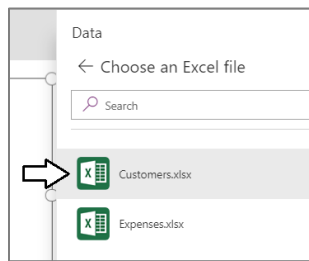 Data
← Choose an Excel file
Search
Customers.xlsx
Expenses.xlsx